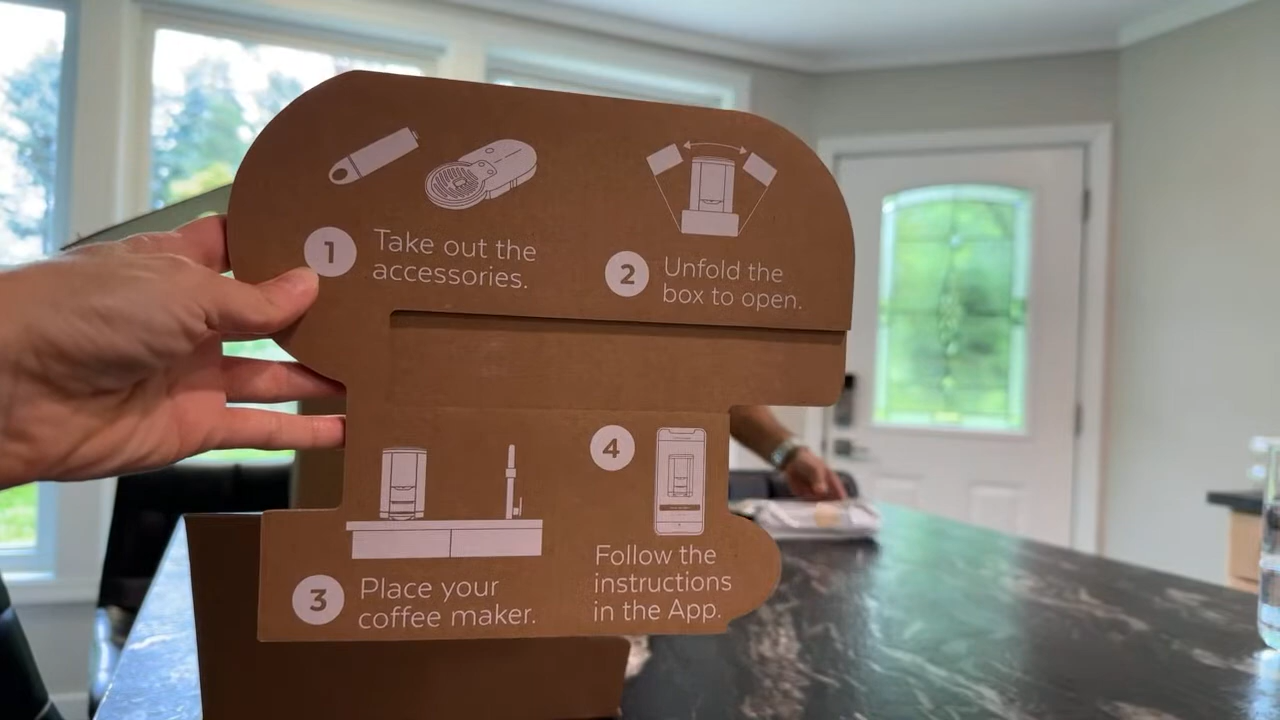 1
Take out the
accessories.
2
Unfold the
box to open.
3
Place your
coffee maker.
4
Follow the
instructions
in the App.